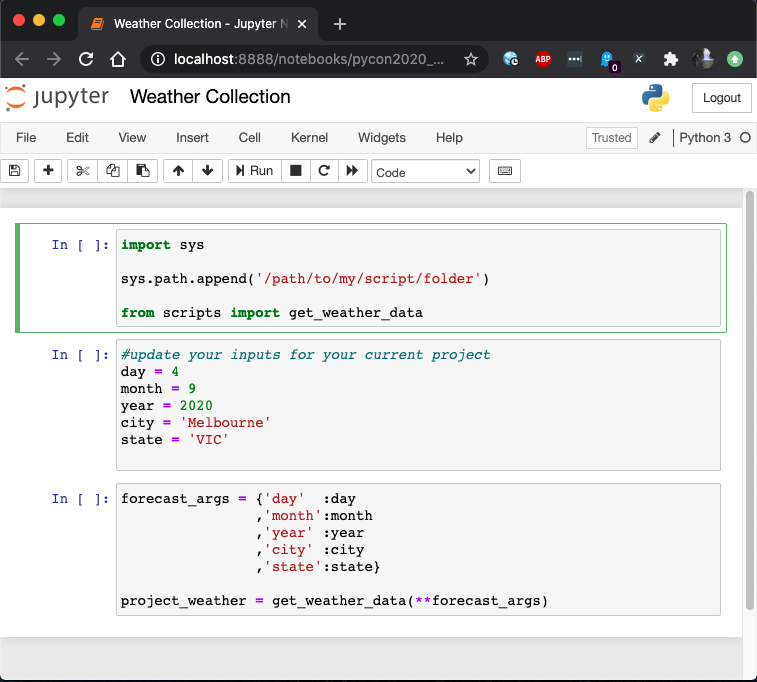 Weather Collection - Jupyter N
localhost:8888/notebooks/pycon2020_...
ABP
0
jupyter Weather Collection
Logout
File Edit View Insert Cell Kernel Widgets Help
Trusted
Python 3
Run
Code
In [ ]:
import sys
sys.path.append('/path/to/my/script/folder')
from scripts import get_weather_data
In [ ]:
#update your inputs for your current project
day = 4
month = 9
year = 2020
city = 'Melbourne'
state = 'VIC'
In [ ]:
forecast_args = {'day'  :day
,'month':month
,'year' :year
,'city' :city
,'state':state}
project_weather = get_weather_data(**forecast_args)